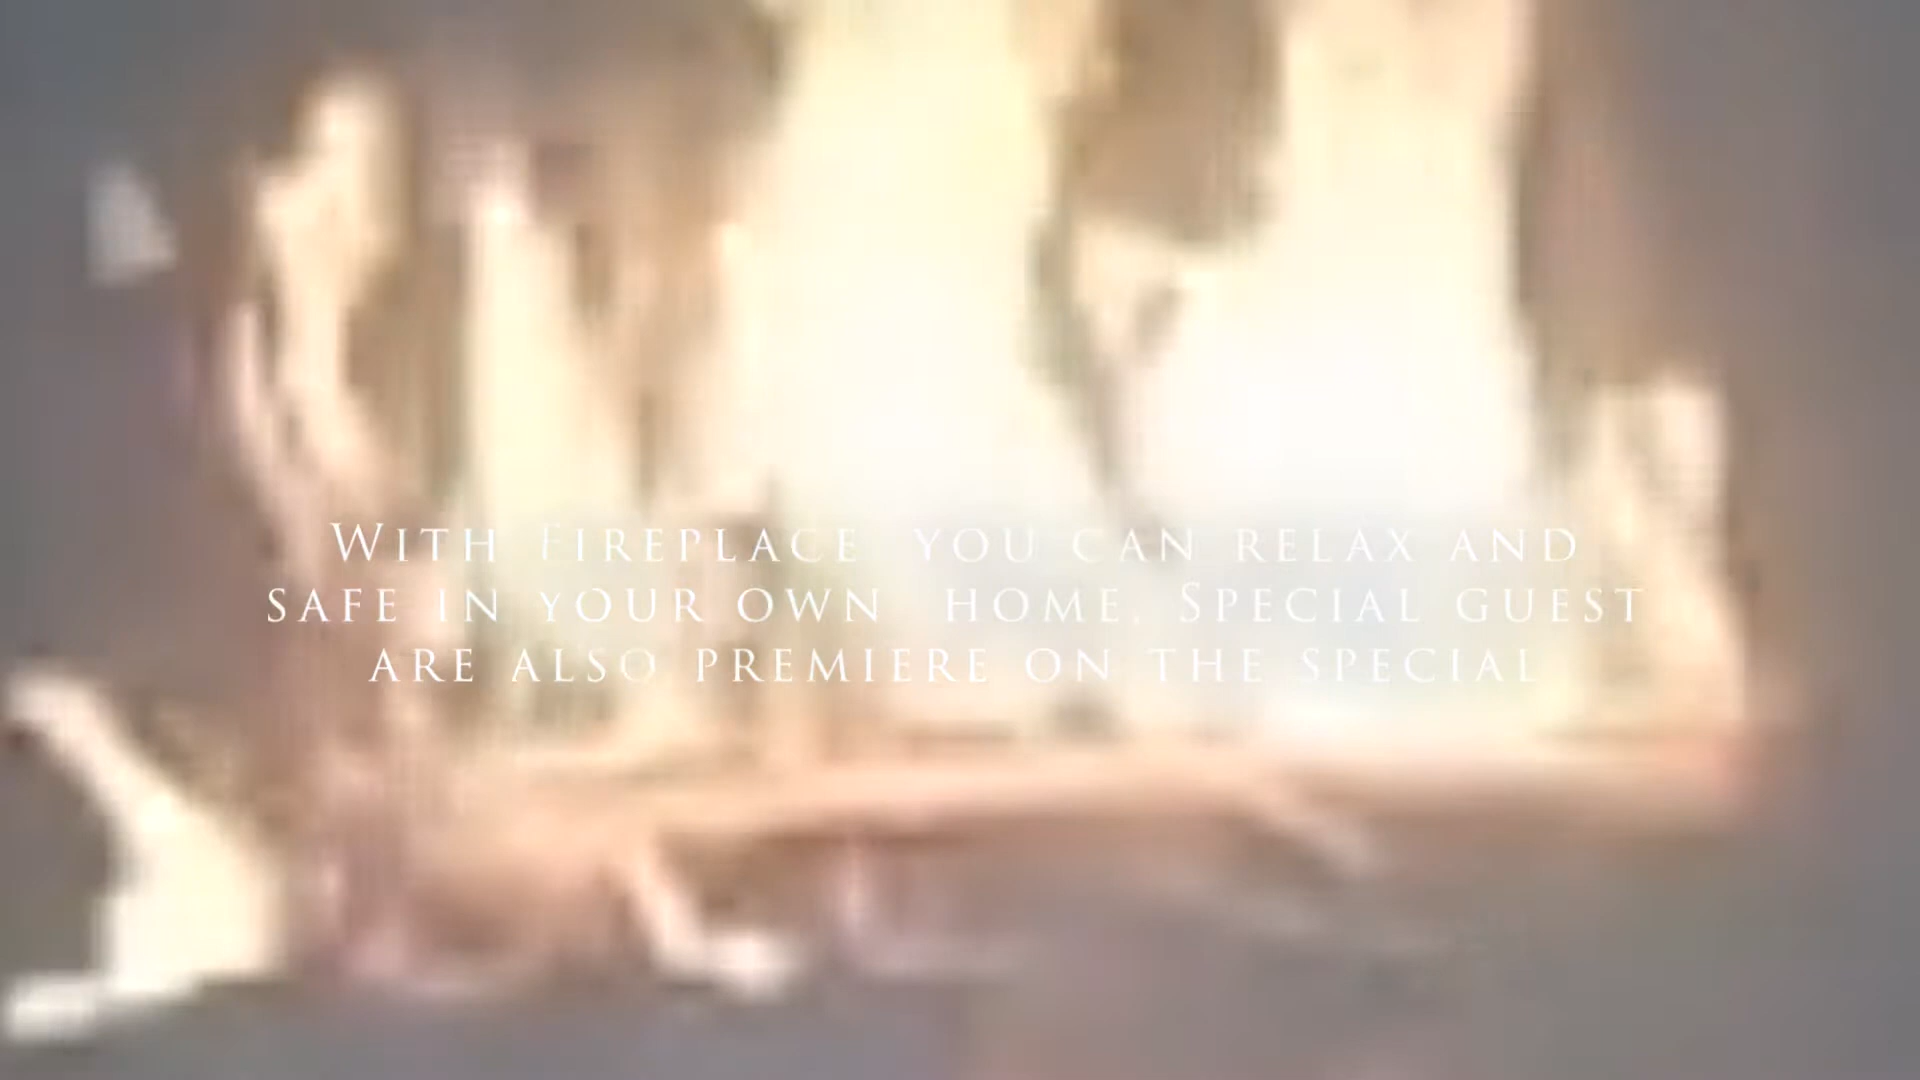 With Fireplace you can relax and
safe in your own home. Special guest
are also premiere on the special